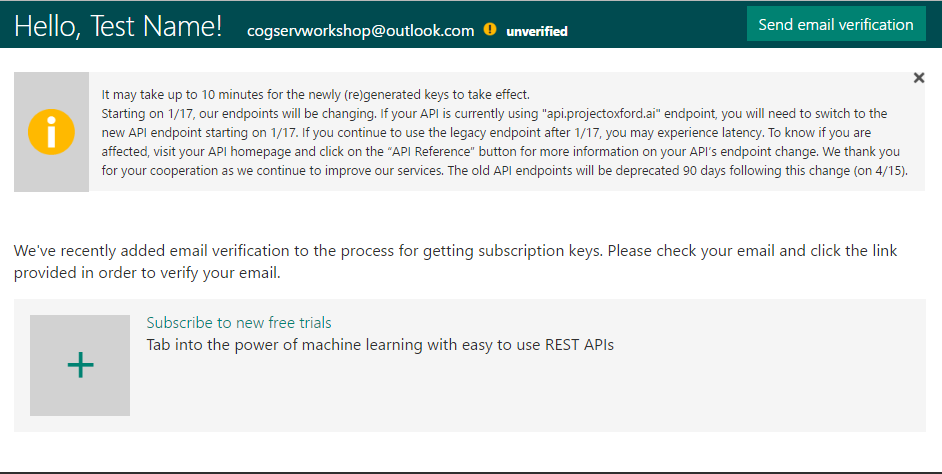 Hello, Test Name! cogservworkshop@outlook.com unverified Send email verification
It may take up to 10 minutes for the newly (re)generated keys to take effect.
Starting on 1/17, our endpoints will be changing. If your API is currently using "api.projectoxford.ai" endpoint, you will need to switch to the
new API endpoint starting on 1/17. If you continue to use the legacy endpoint after 1/17, you may experience latency. To know if you are
affected, visit your API homepage and click on the “API Reference” button for more information on your API’s endpoint change. We thank you
for your cooperation as we continue to improve our services. The old API endpoints will be deprecated 90 days following this change (on 4/15).
We've recently added email verification to the process for getting subscription keys. Please check your email and click the link
provided in order to verify your email.
Subscribe to new free trials
Tab into the power of machine learning with easy to use REST APIs